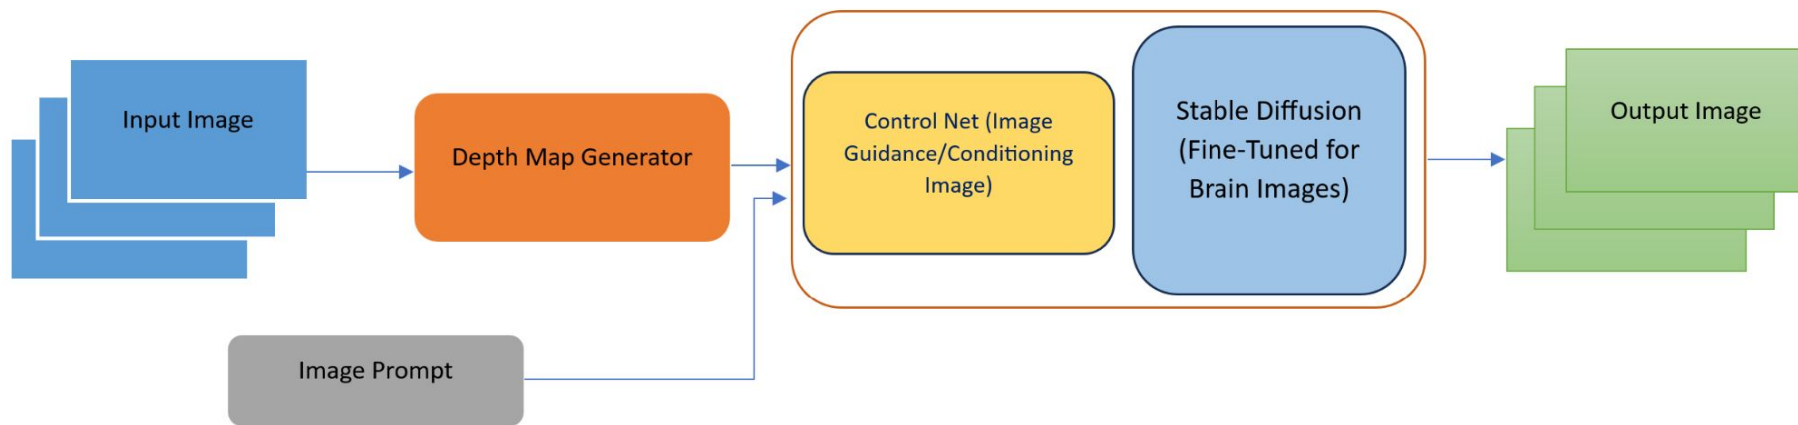 Input Image
Depth Map Generator
Control Net (Image
Guidance/Conditioning
Image)
Stable Diffusion
(Fine-Tuned for
Brain Images)
Output Image
Image Prompt